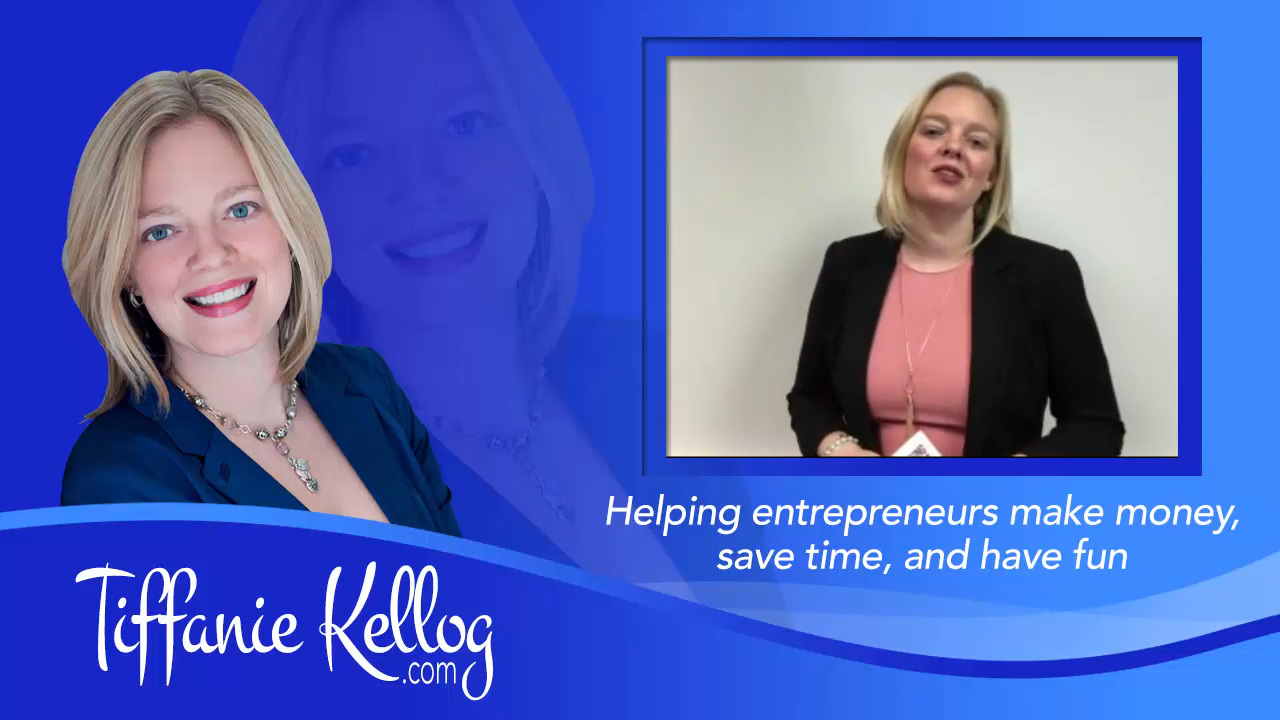 Helping entrepreneurs make money,
save time, and have fun
Tiffanie Kellog
.com